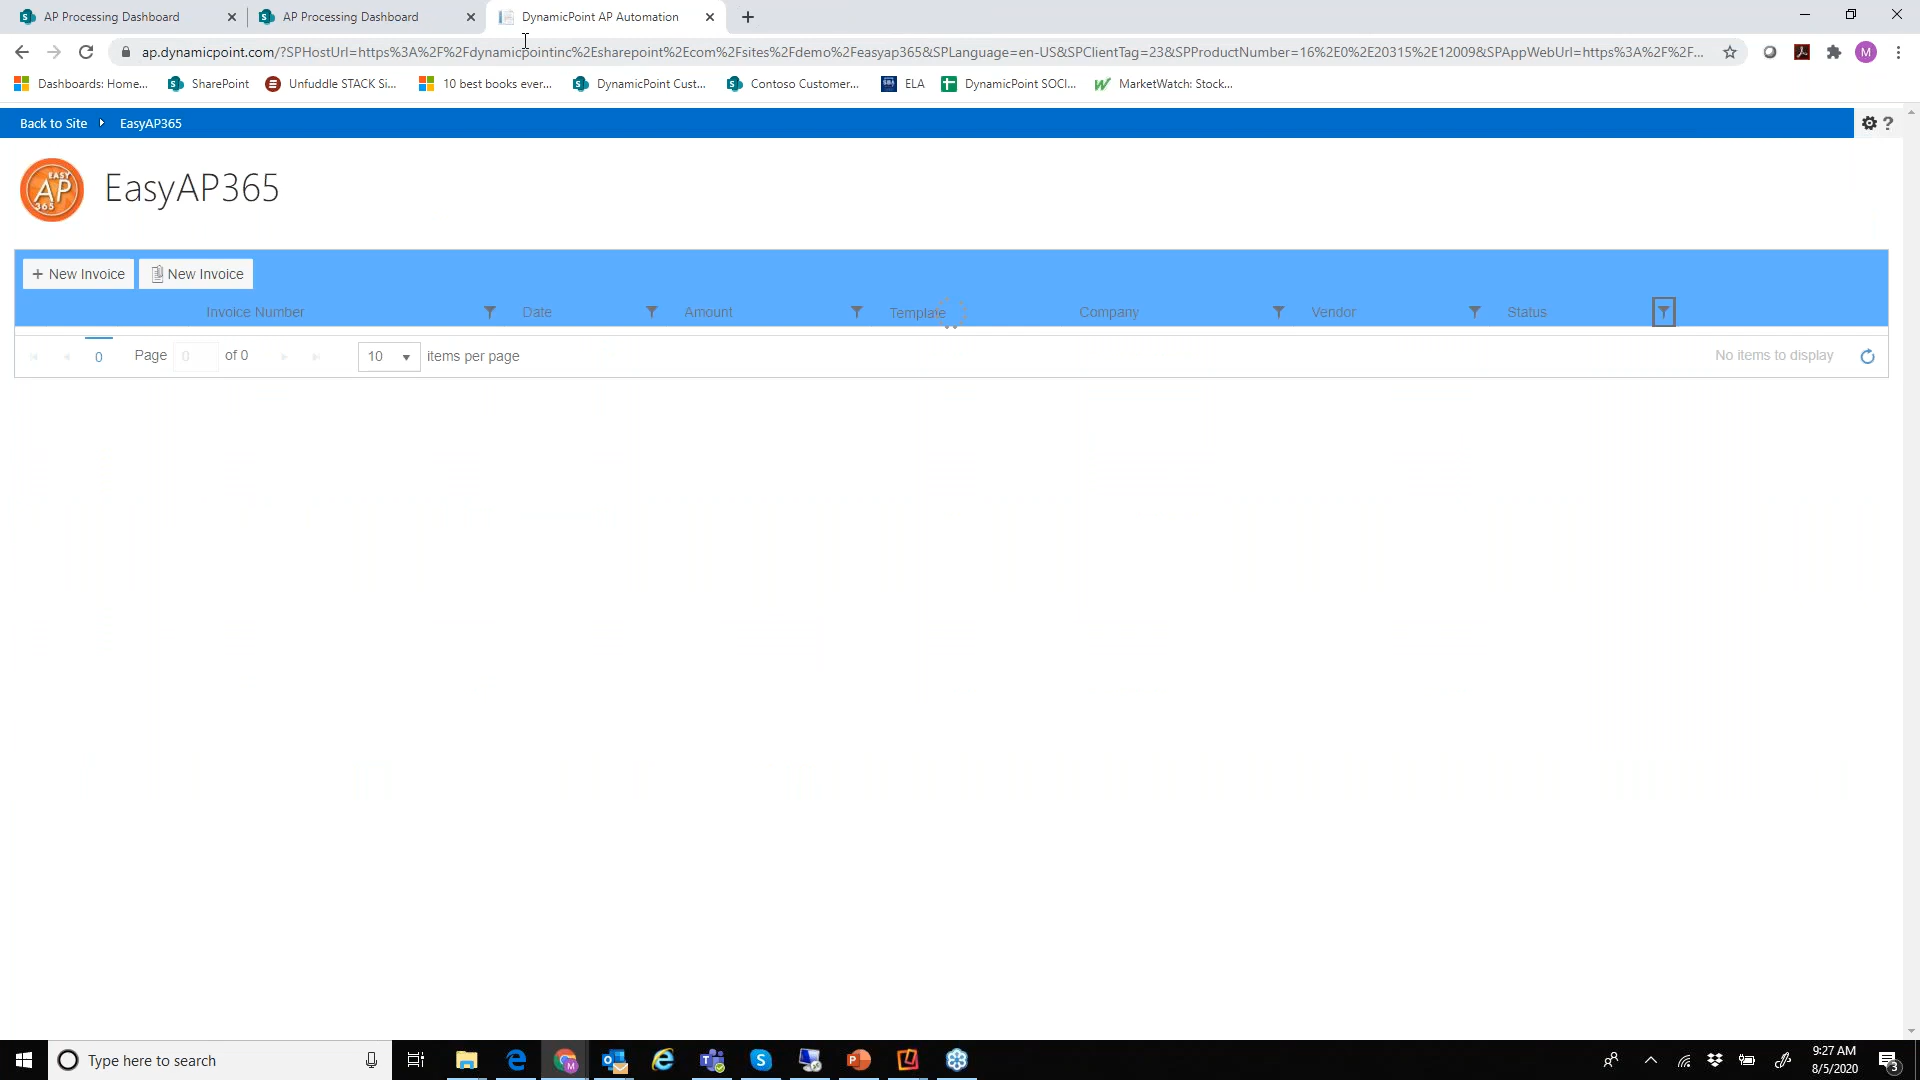 AP Processing Dashboard
AP Processing Dashboard
DynamicPoint AP Automation
ap.dynamicpoint.com/?SPHostUrl=https%3A%2F%2Fdynamicpointinc%2Esharepoint%2Ecom%2Fsites%2Fdemo%2Feasyap365&SPLanguage=en-US&SPClientTag=23&SPProductNumber=16%2E0%2E20315%2E12009&SPAppWebUrl=https%3A%2F%2F...
M
Dashboards: Home...
SharePoint
Unfuddle STACK Si...
10 best books ever...
DynamicPoint Cust...
Contoso Customer...
ELA
DynamicPoint SOCI...
MarketWatch: Stock...
Back to Site
EasyAP365
?
EASY
AP
365
EasyAP365
+ New Invoice
New Invoice
Invoice Number
Date
Amount
Template
Company
Vendor
Status
0
Page 0 of 0
10
items per page
No items to display
Type here to search
9:27 AM
8/5/2020
3